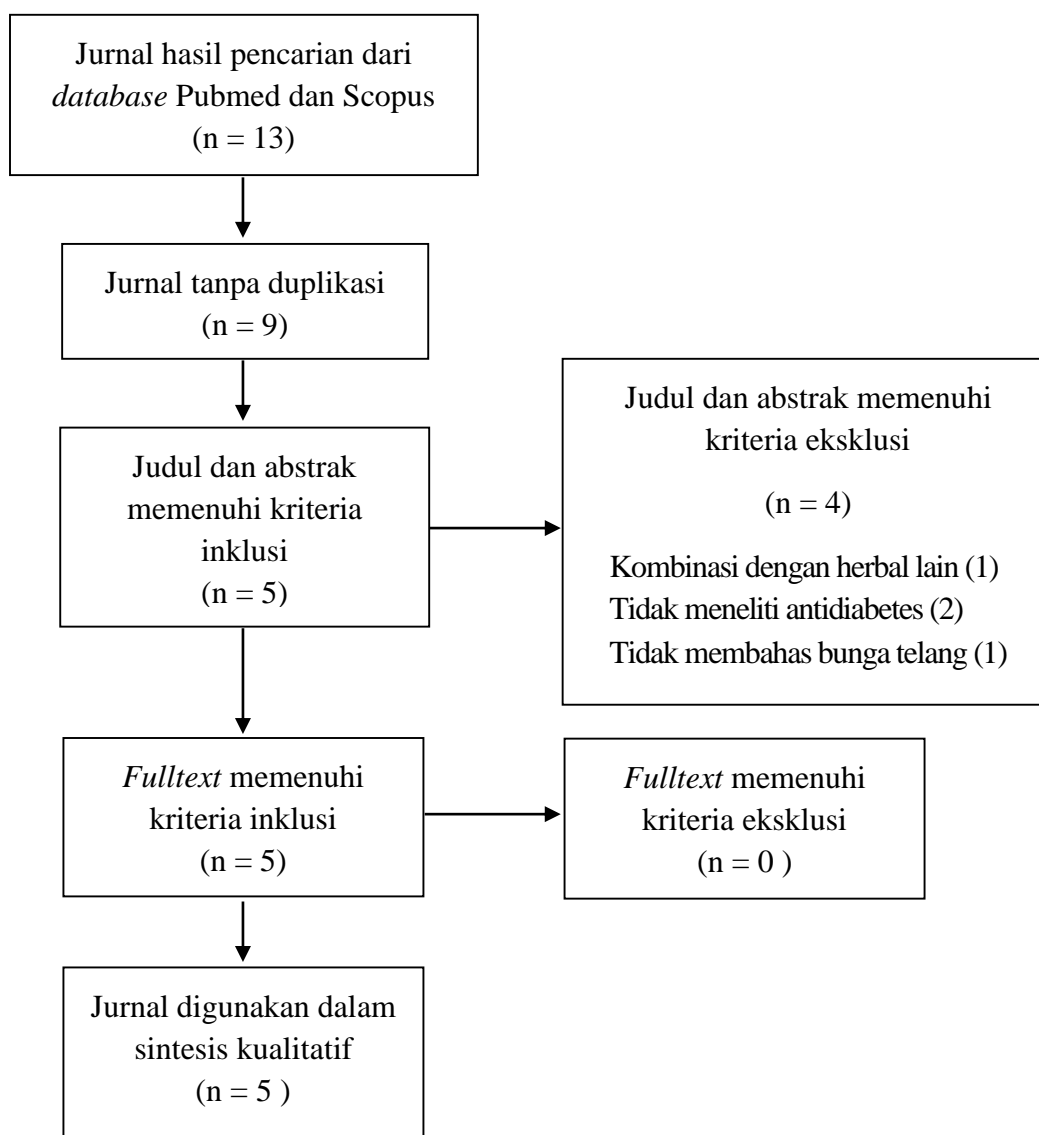 Jurnal hasil pencarian dari
database Pubmed dan Scopus
(n = 13)
Jurnal tanpa duplikasi
(n = 9)
Judul dan abstrak
memenuhi kriteria
inklusi
(n = 5)
Judul dan abstrak memenuhi
kriteria eksklusi
(n = 4)
Kombinasi dengan herbal lain (1)
Tidak meneliti antidiabetes (2)
Tidak membahas bunga telang (1)
Fulltext memenuhi
kriteria inklusi
(n = 5)
Fulltext memenuhi
kriteria eksklusi
(n = 0 )
Jurnal digunakan dalam
sintesis kualitatif
(n = 5 )